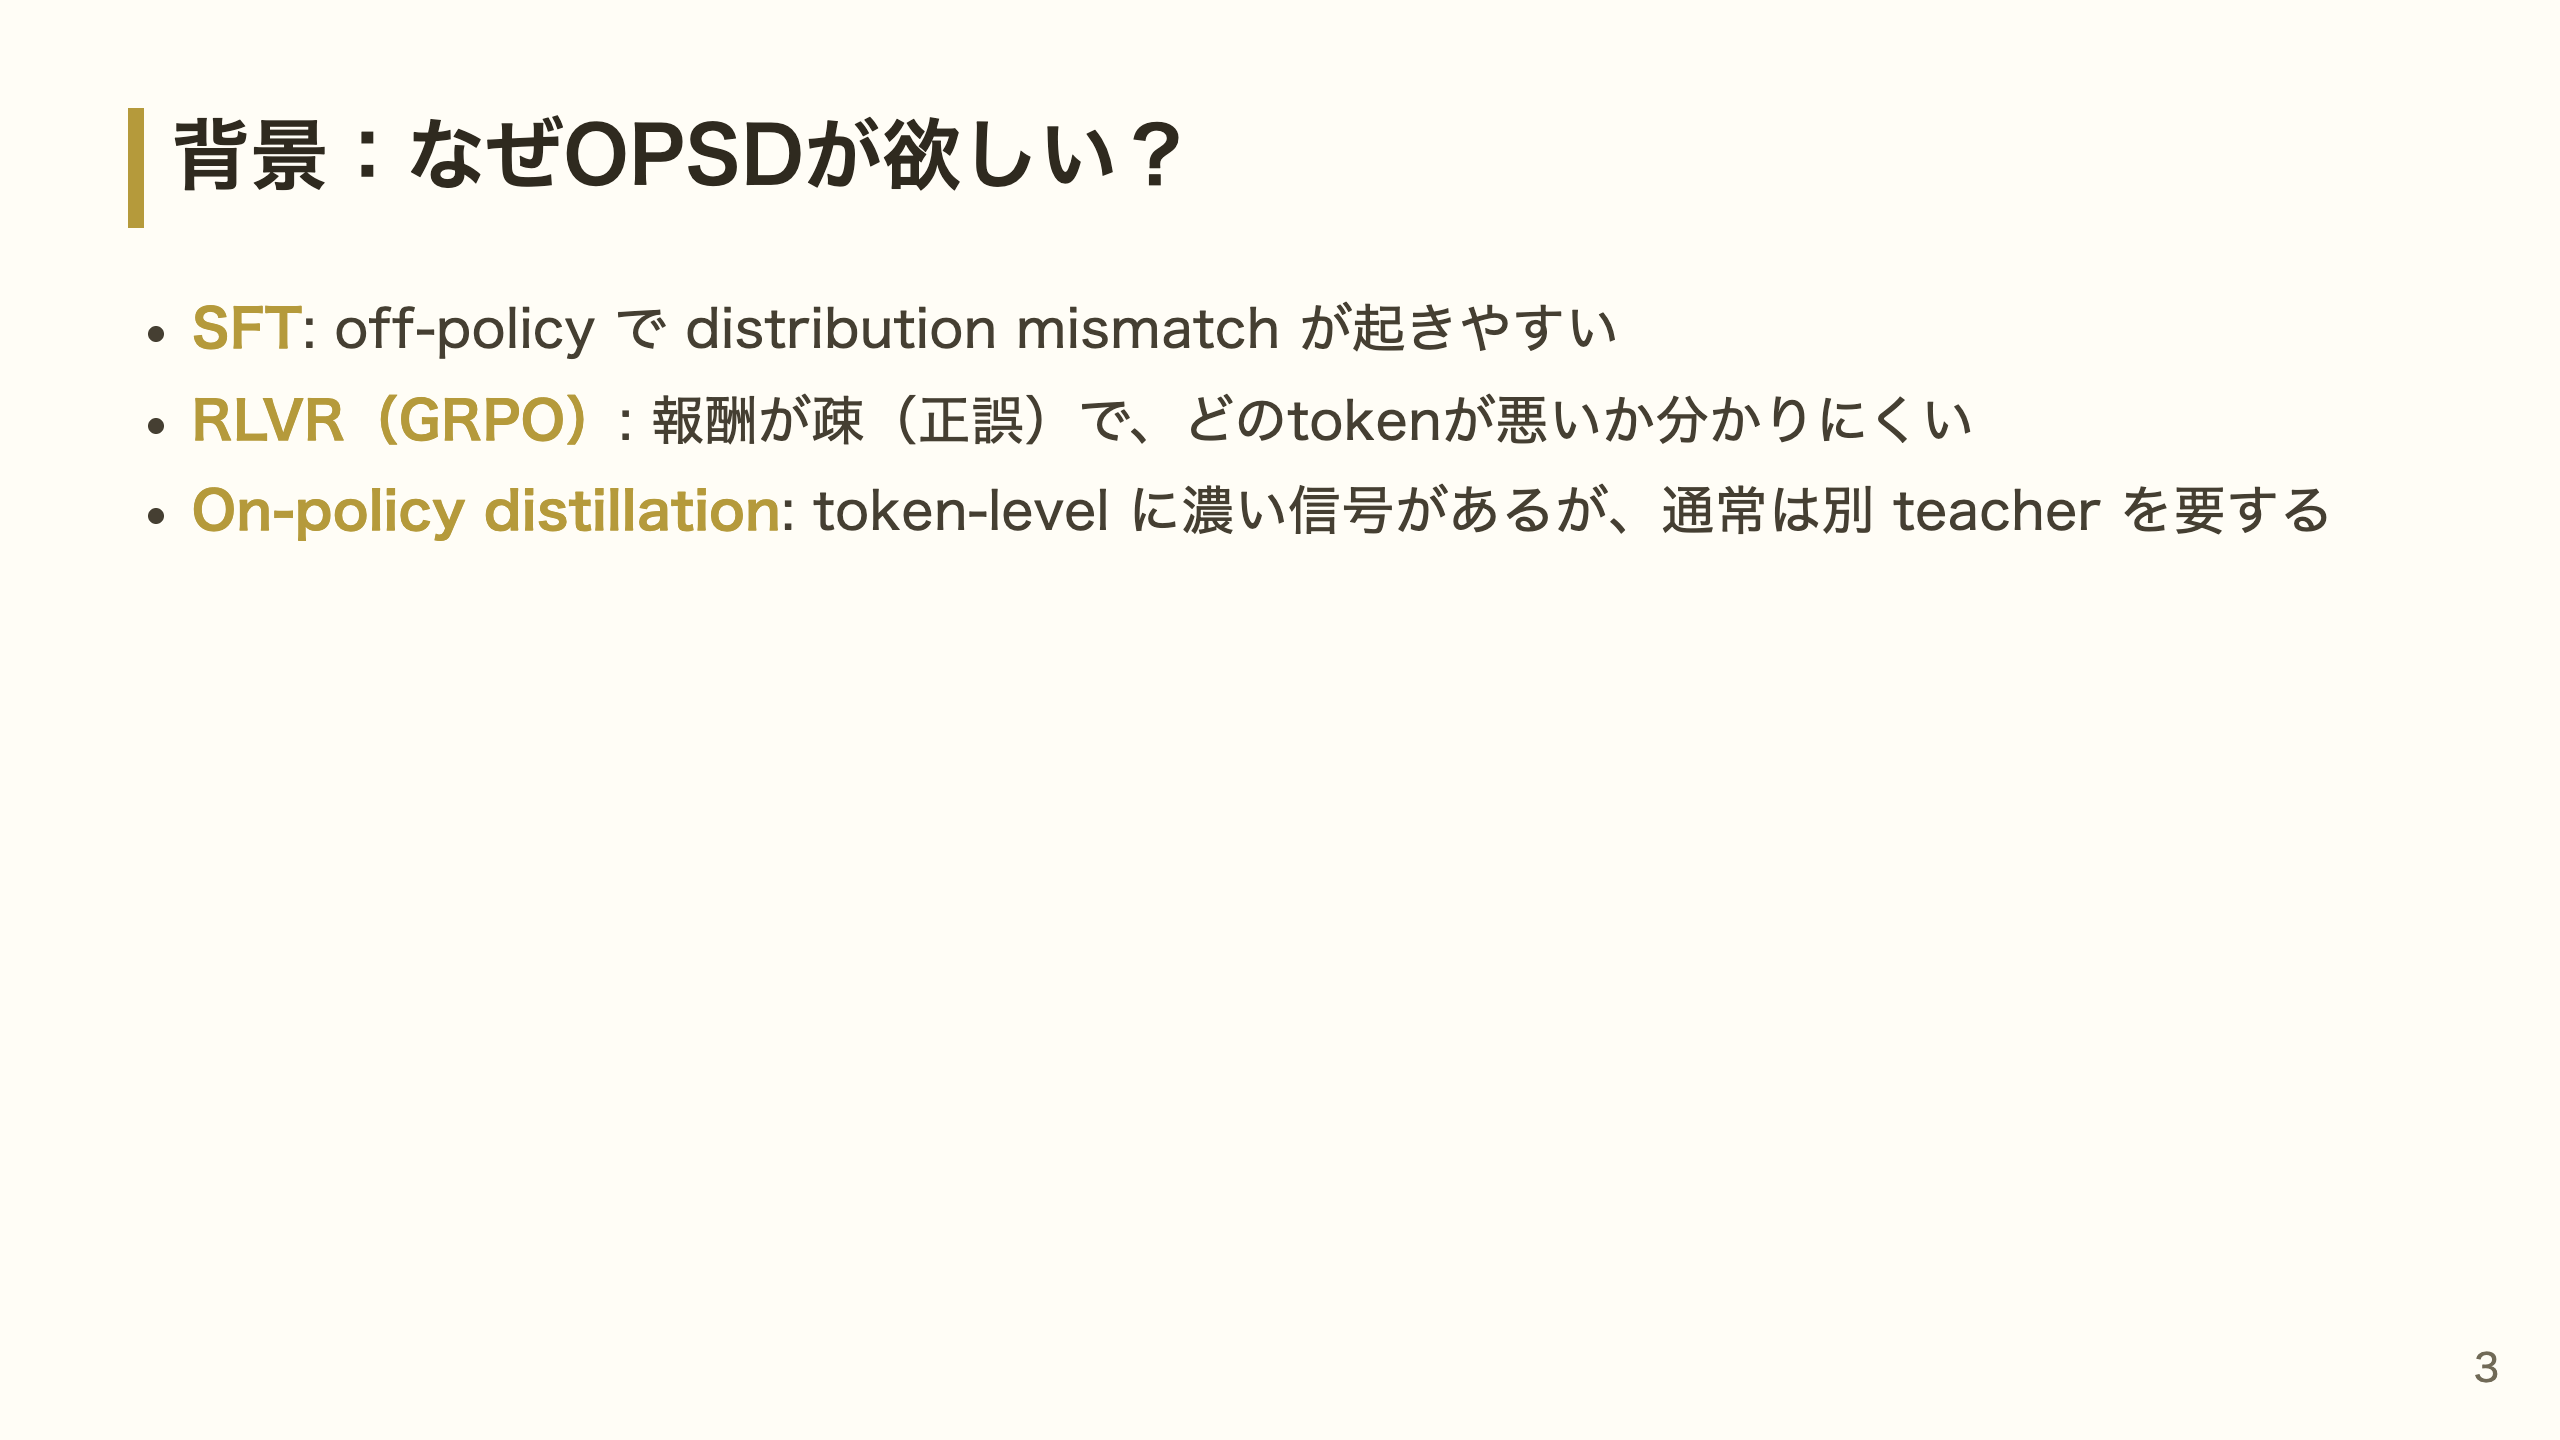 背景：なぜOPSDが欲しい？
• SFT: off-policy で distribution mismatch が起きやすい
• RLVR（GRPO）: 報酬が疎（正誤）で、どのtokenが悪いか分かりにくい
• On-policy distillation: token-level に濃い信号があるが、通常は別 teacher を要する
3